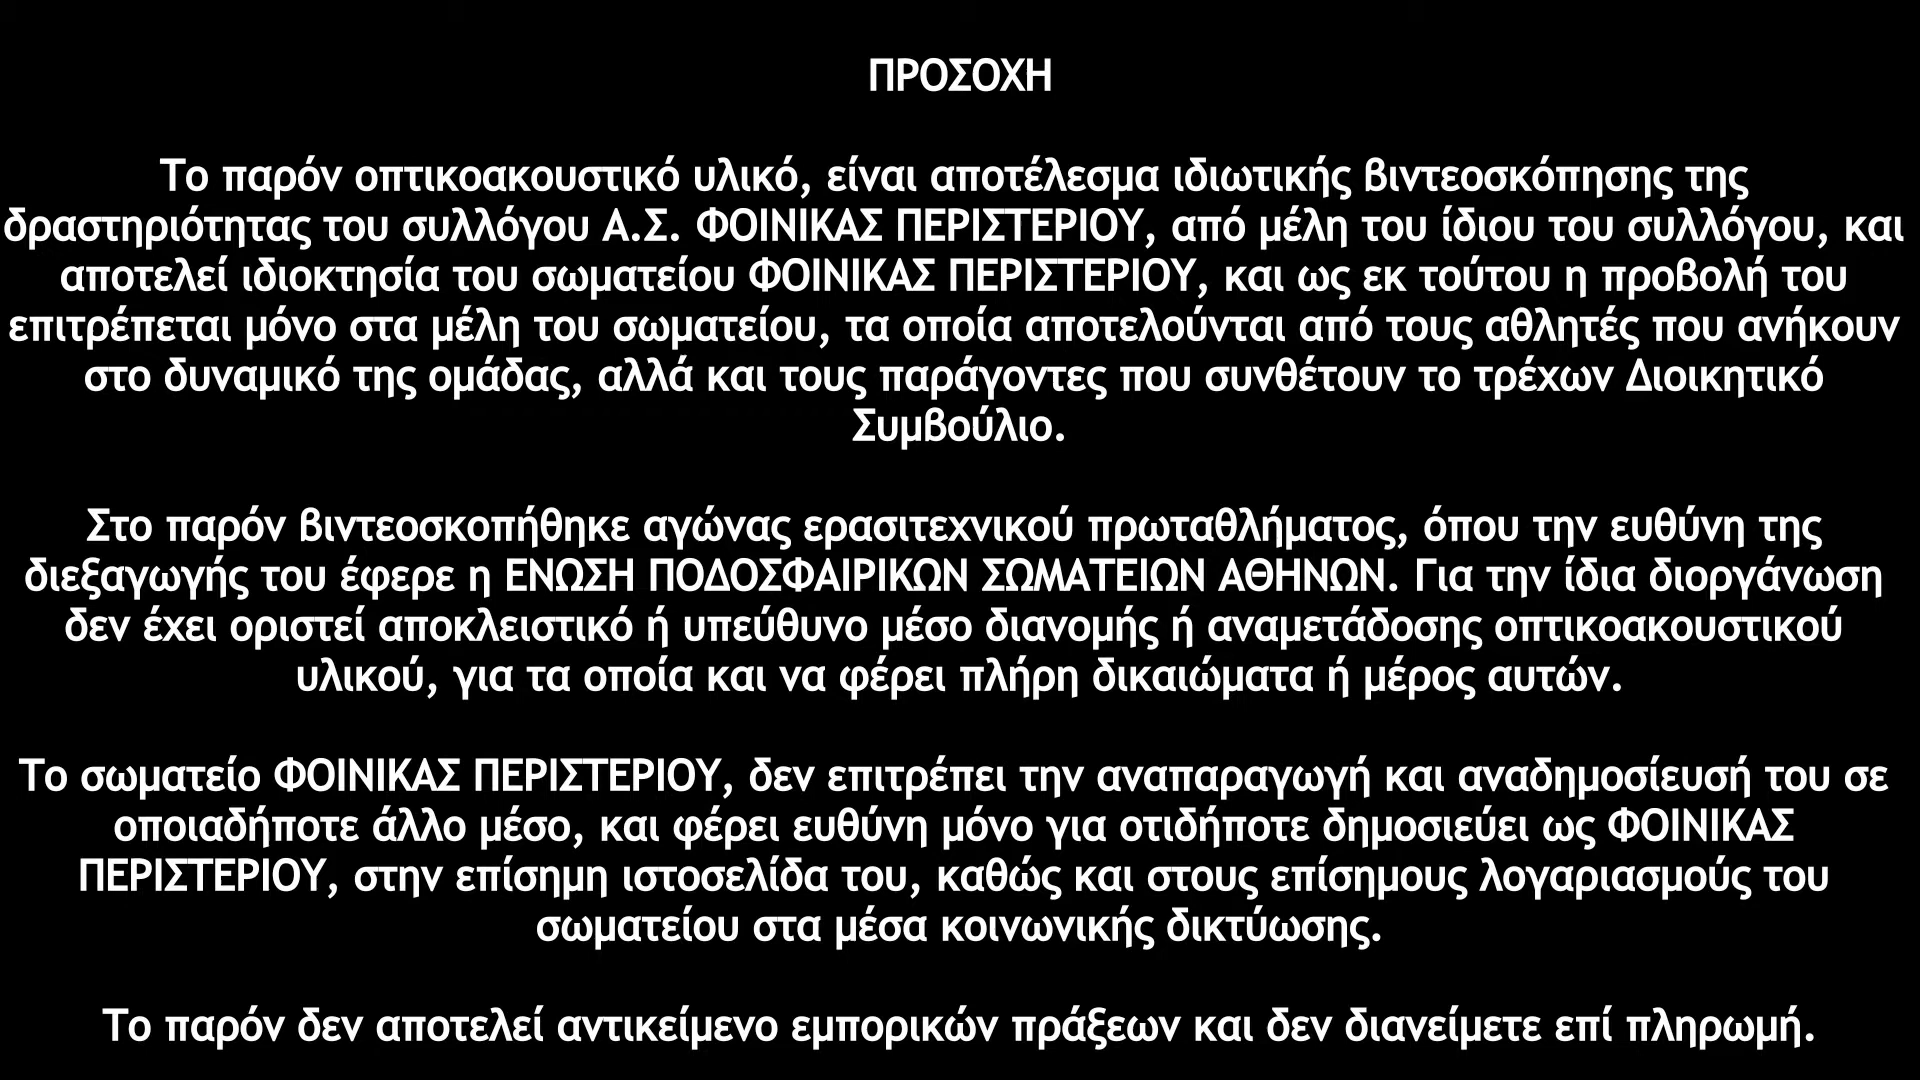 ΠΡΟΣΟΧΗ
Το παρόν οπτικοακουστικό υλικό, είναι αποτέλεσμα ιδιωτικής βιντεοσκόπησης της
δραστηριότητας του συλλόγου Α.Σ. ΦΟΙΝΙΚΑΣ ΠΕΡΙΣΤΕΡΙΟΥ, από μέλη του ίδιου του συλλόγου, και
αποτελεί ιδιοκτησία του σωματείου ΦΟΙΝΙΚΑΣ ΠΕΡΙΣΤΕΡΙΟΥ, και ως εκ τούτου η προβολή του
επιτρέπεται μόνο στα μέλη του σωματείου, τα οποία αποτελούνται από τους αθλητές που ανήκουν
στο δυναμικό της ομάδας, αλλά και τους παράγοντες που συνθέτουν το τρέχων Διοικητικό
Συμβούλιο.
Στο παρόν βιντεοσκοπήθηκε αγώνας ερασιτεχνικού πρωταθλήματος, όπου την ευθύνη της
διεξαγωγής του έφερε η ΕΝΩΣΗ ΠΟΔΟΣΦΑΙΡΙΚΩΝ ΣΩΜΑΤΕΙΩΝ ΑΘΗΝΩΝ. Για την ίδια διοργάνωση
δεν έχει οριστεί αποκλειστικό ή υπεύθυνο μέσο διανομής ή αναμετάδοσης οπτικοακουστικού
υλικού, για τα οποία και να φέρει πλήρη δικαιώματα ή μέρος αυτών.
Το σωματείο ΦΟΙΝΙΚΑΣ ΠΕΡΙΣΤΕΡΙΟΥ, δεν επιτρέπει την αναπαραγωγή και αναδημοσίευσή του σε
οποιαδήποτε άλλο μέσο, και φέρει ευθύνη μόνο για οτιδήποτε δημοσιεύει ως ΦΟΙΝΙΚΑΣ
ΠΕΡΙΣΤΕΡΙΟΥ, στην επίσημη ιστοσελίδα του, καθώς και στους επίσημους λογαριασμούς του
σωματείου στα μέσα κοινωνικής δικτύωσης.
Το παρόν δεν αποτελεί αντικείμενο εμπορικών πράξεων και δεν διανείμετε επί πληρωμή.